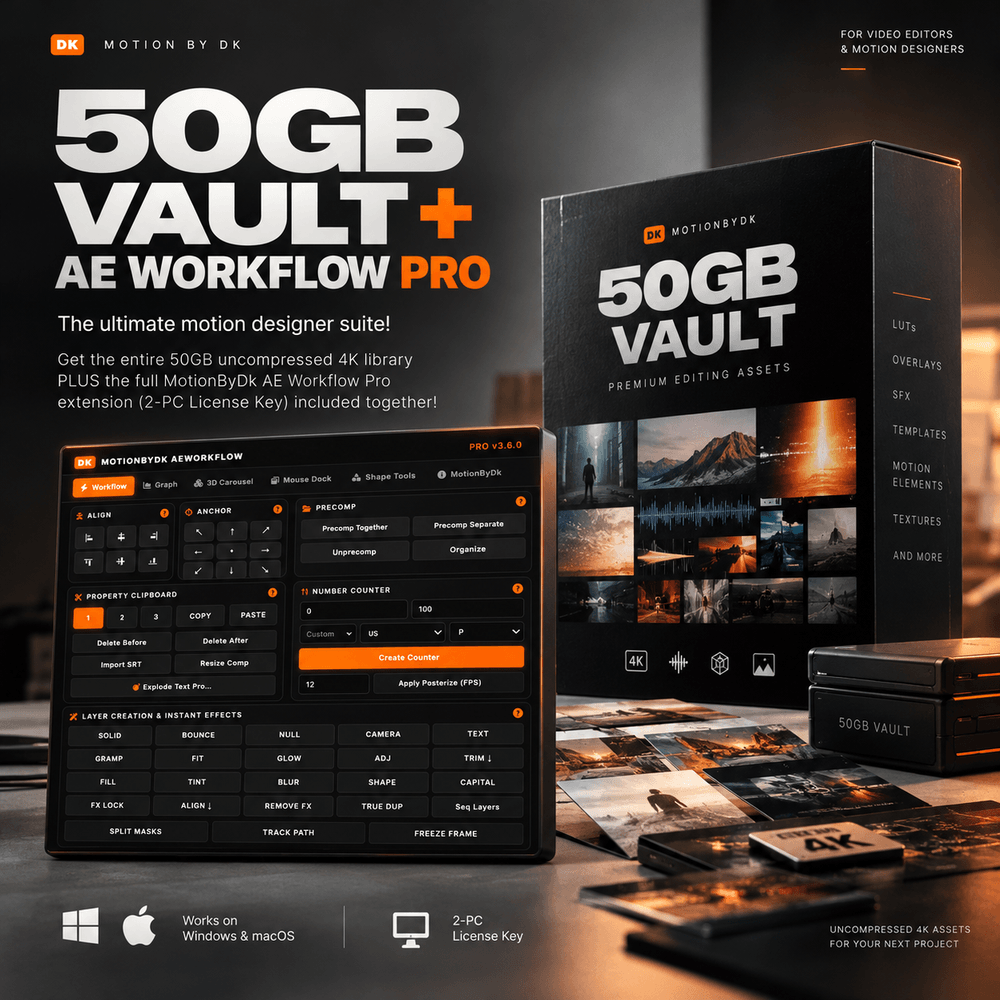 DK MOTION BY DK
FOR VIDEO EDITORS
& MOTION DESIGNERS
50GB
VAULT +
AE WORKFLOW PRO
The ultimate motion designer suite!
Get the entire 50GB uncompressed 4K library
PLUS the full MotionByDk AE Workflow Pro
extension (2-PC License Key) included together!
DK MOTIONBYDK
50GB
VAULT
PREMIUM EDITING ASSETS
4K
LUTs
OVERLAYS
SFX
TEMPLATES
MOTION
ELEMENTS
TEXTURES
AND MORE
DK MOTIONBYDK AEWORKFLOW
PRO v3.6.0
Workflow Graph 3D Carousel Mouse Dock Shape Tools MotionByDk
ALIGN ?
ANCHOR ?
PRECOMP ?
Precomp Together Precomp Separate
Unprecomp Organize
PROPERTY CLIPBOARD ?
1 2 3 COPY PASTE
Delete Before Delete After
Import SRT Resize Comp
Explode Text Pro...
NUMBER COUNTER ?
0 100
Custom US P
Create Counter
12 Apply Posterize (FPS)
LAYER CREATION & INSTANT EFFECTS ?
SOLID BOUNCE NULL CAMERA TEXT
GRAMP FIT GLOW ADJ TRIM ↓
FILL TINT BLUR SHAPE CAPITAL
FX LOCK ALIGN ↓ REMOVE FX TRUE DUP Seq Layers
SPLIT MASKS TRACK PATH FREEZE FRAME
50GB VAULT
4K
Works on
Windows & macOS
2-PC
License Key
UNCOMPRESSED 4K ASSETS
FOR YOUR NEXT PROJECT